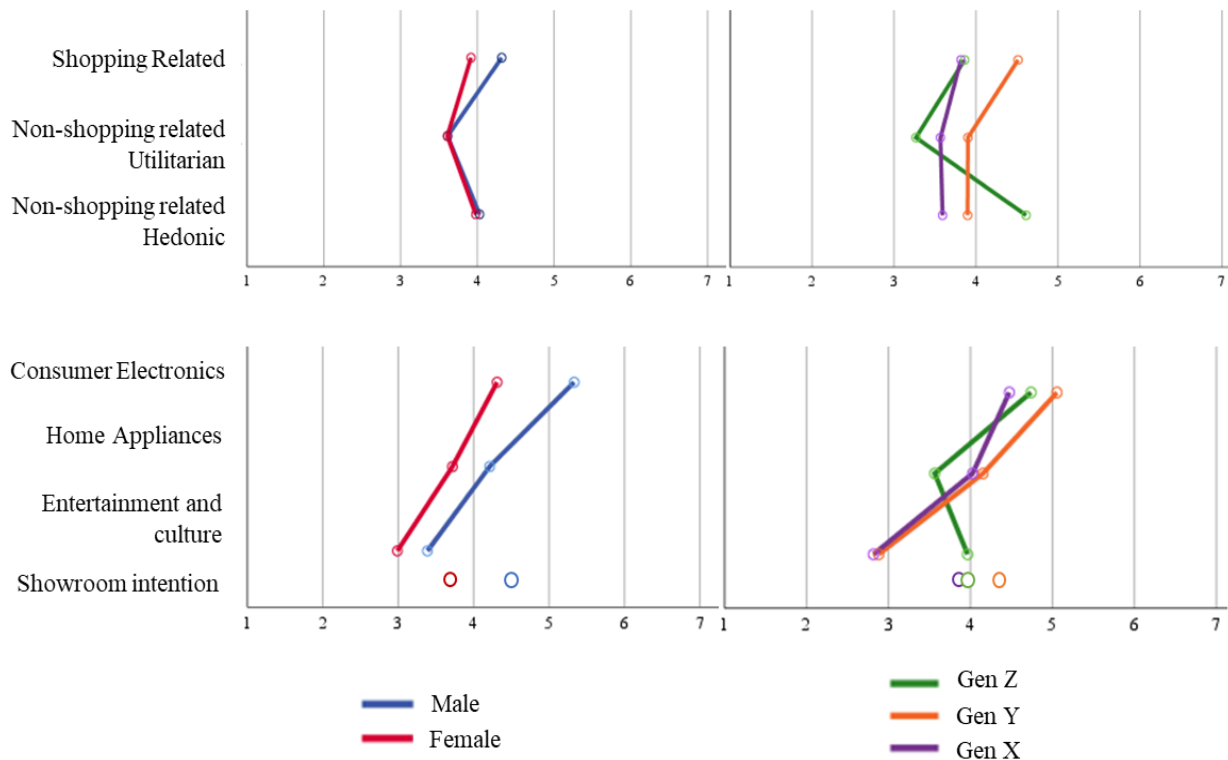 Shopping Related
Non-shopping related
Utilitarian
Non-shopping related
Hedonic
1 2 3 4 5 6 7
1 2 3 4 5 6 7
Consumer Electronics
Home Appliances
Entertainment and
culture
Showroom intention
1 2 3 4 5 6 7
1 2 3 4 5 6 7
Male
Female
Gen Z
Gen Y
Gen X